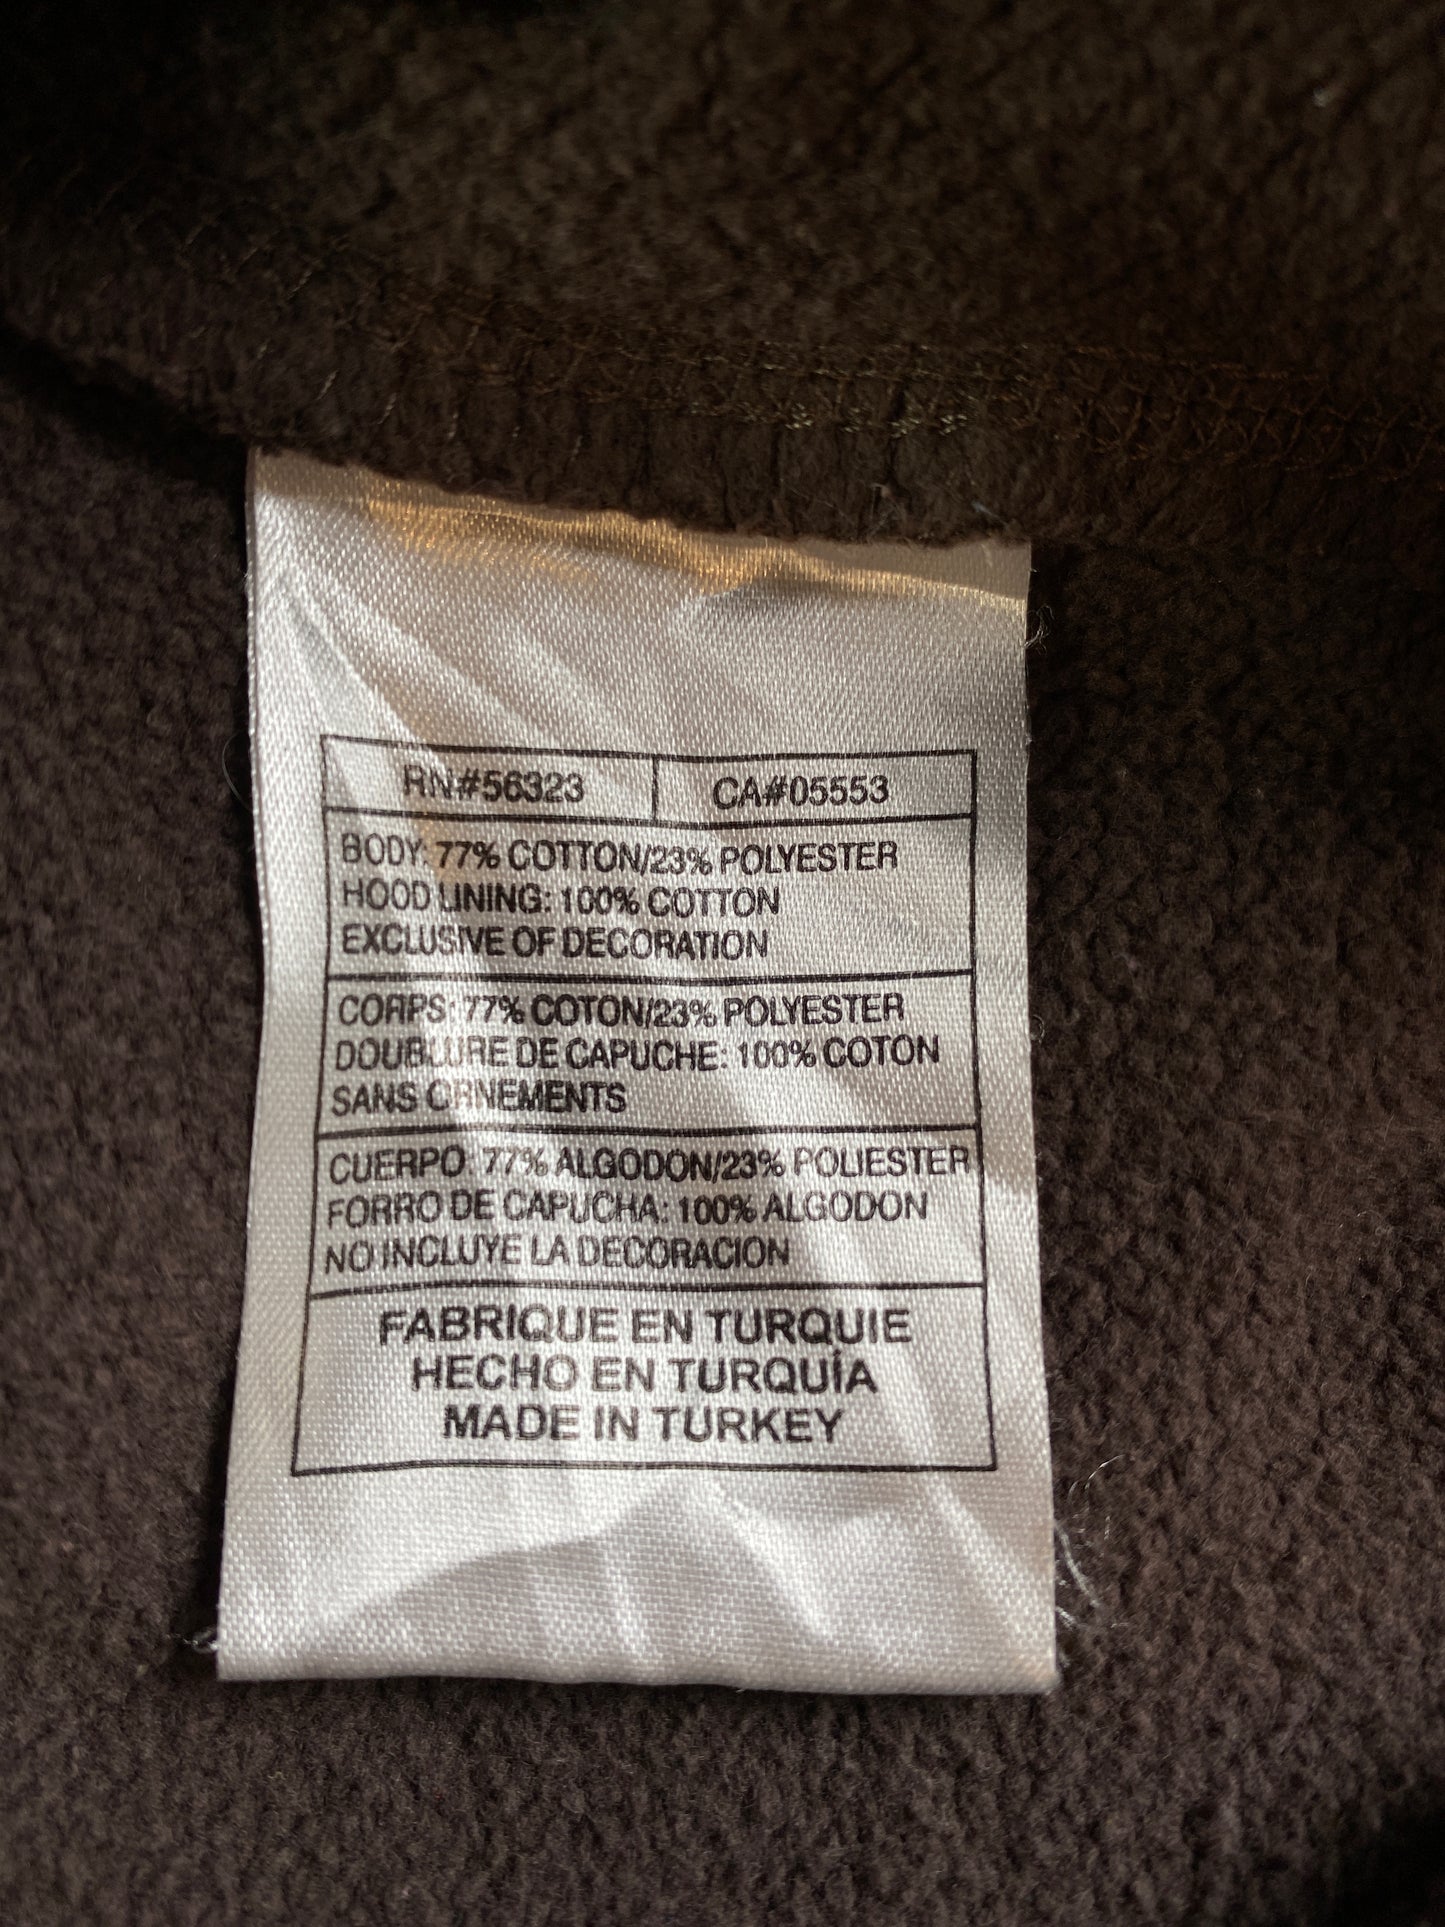 RN#56323 CA#05553
BODY: 77% COTTON/23% POLYESTER
HOOD LINING: 100% COTTON
EXCLUSIVE OF DECORATION
CORPS: 77% COTON/23% POLYESTER
DOUBLURE DE CAPUCHE: 100% COTON
SANS ORNEMENTS
CUERPO: 77% ALGODON/23% POLIESTER
FORRO DE CAPUCHA: 100% ALGODON
NO INCLUYE LA DECORACION
FABRIQUE EN TURQUIE
HECHO EN TURQUÍA
MADE IN TURKEY